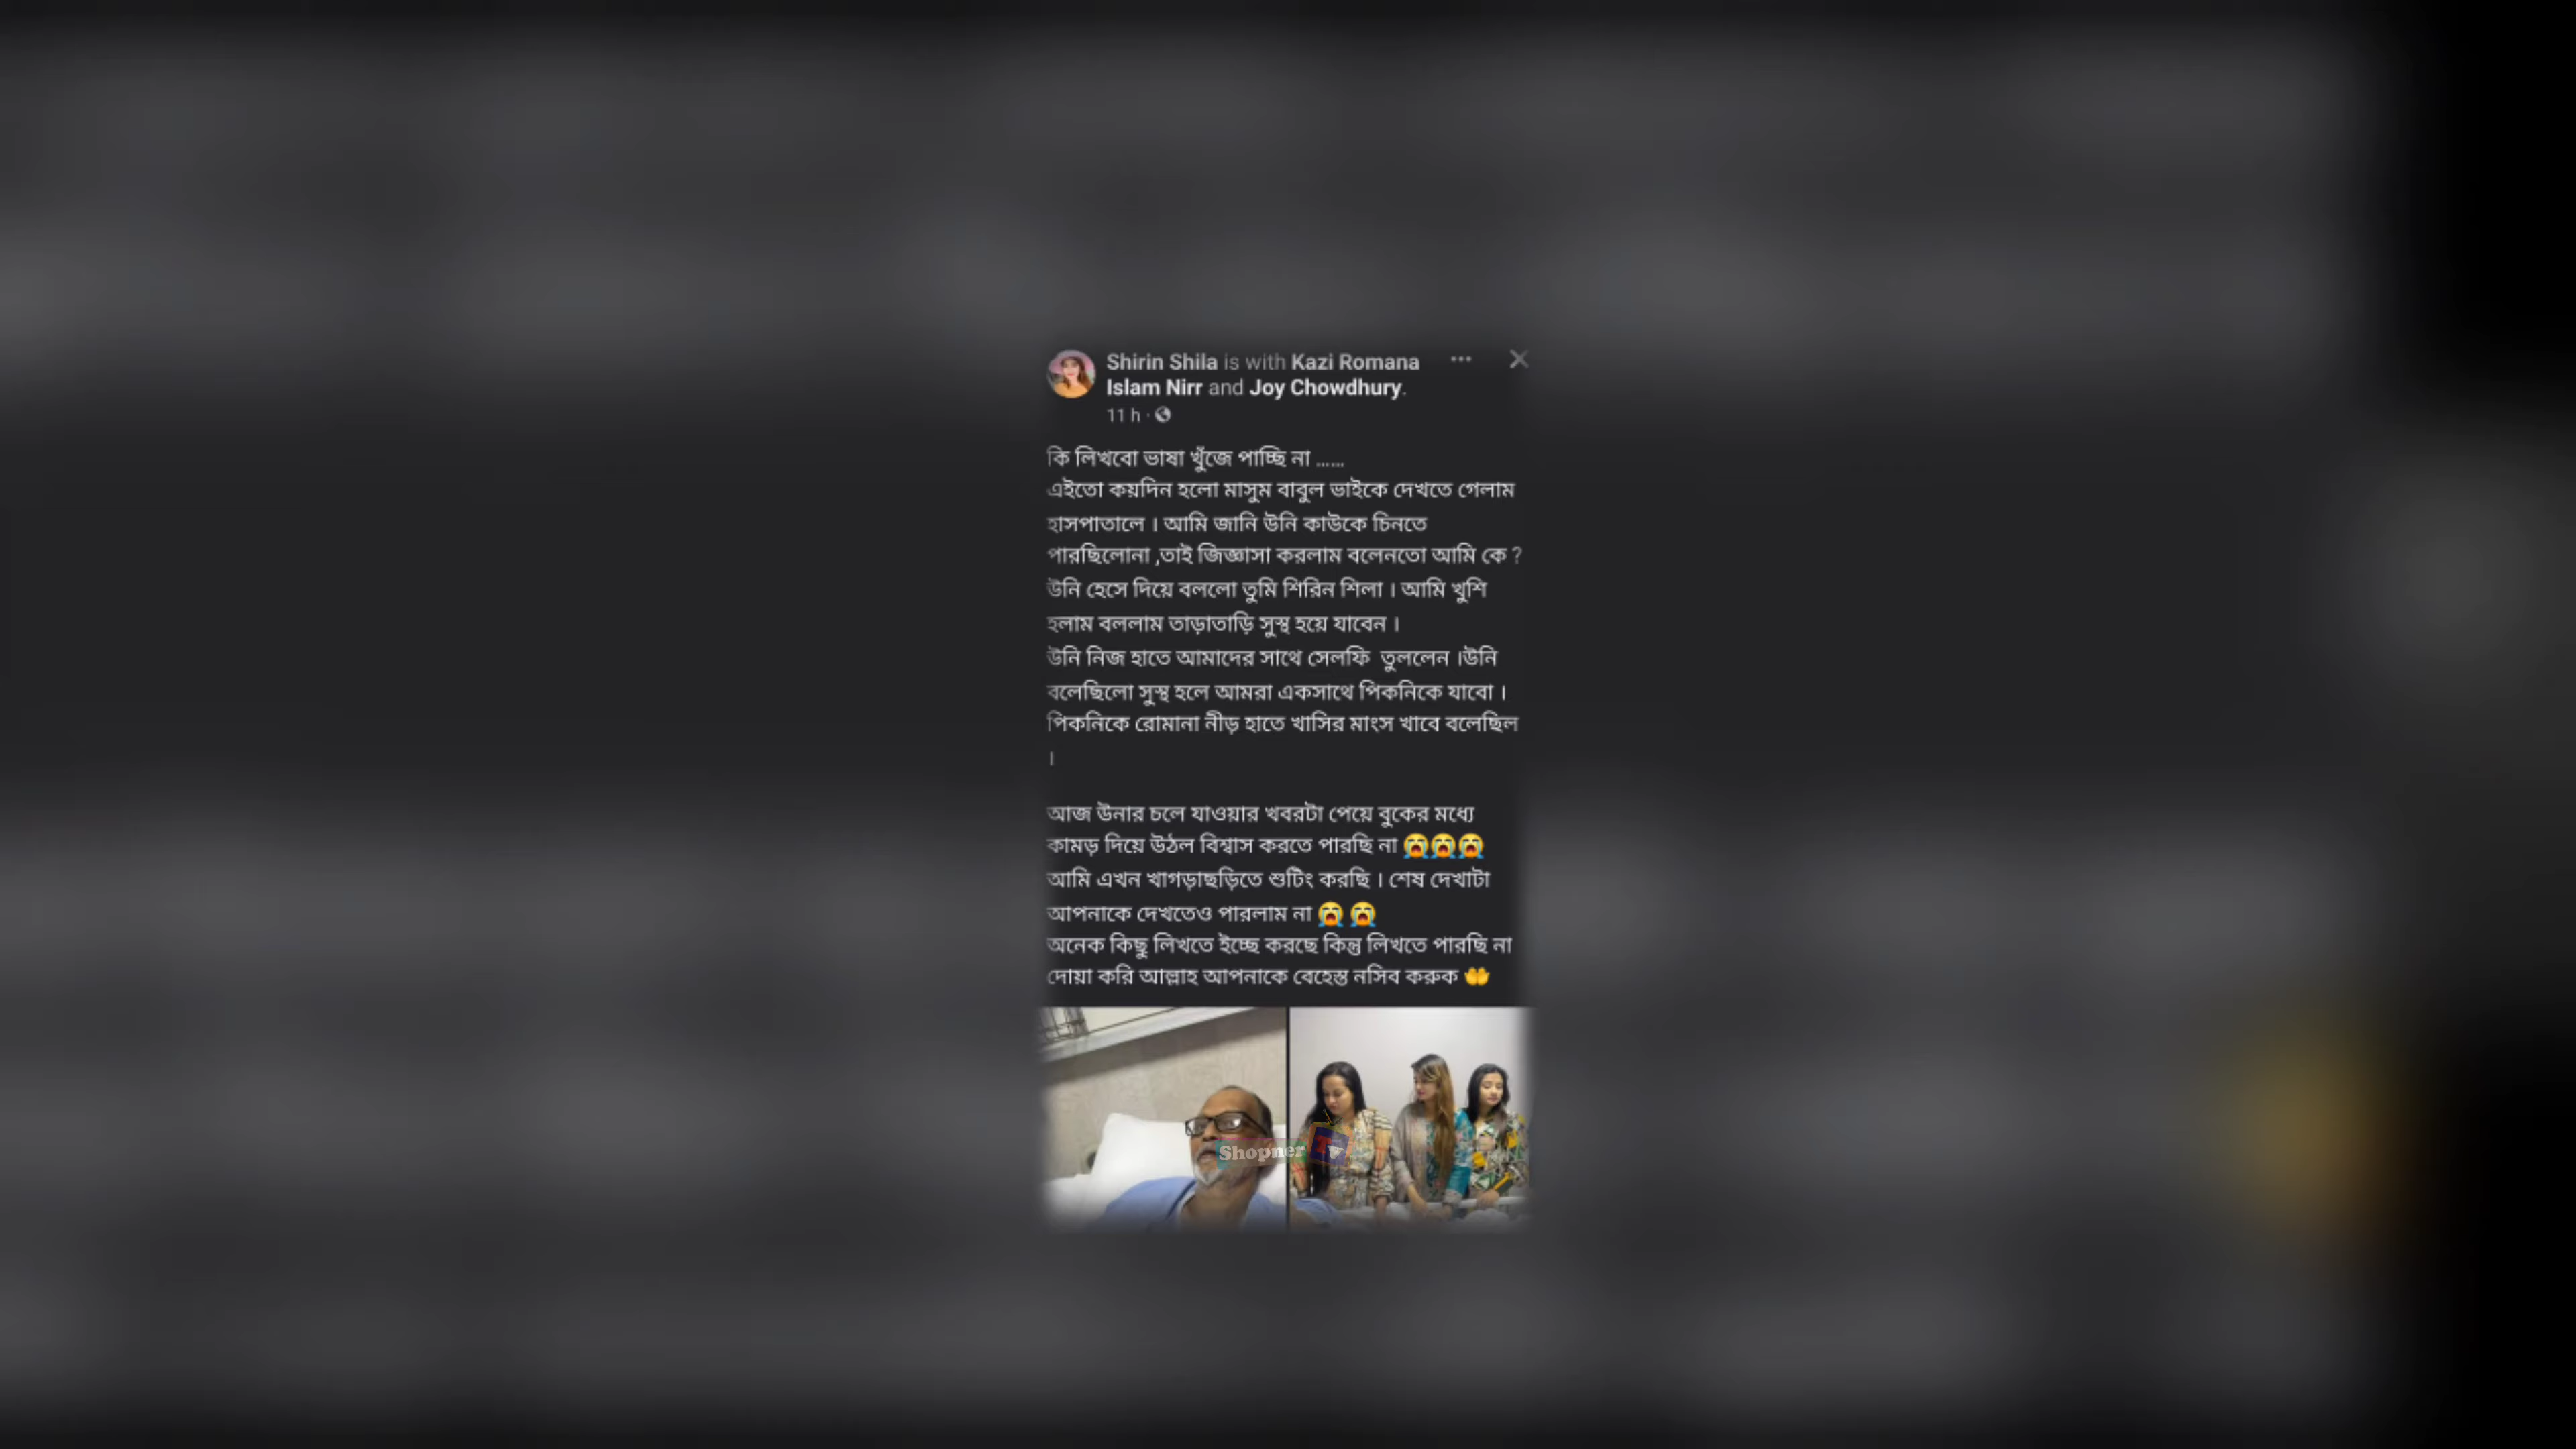 Shirin Shila is with Kazi Romana
Islam Nirr and Joy Chowdhury.
11 h ·
কি লিখবো ভাষা খুঁজে পাচ্ছি না ......
এইতো কয়দিন হলো মাসুম বাবুল ভাইকে দেখতে গেলাম
হাসপাতালে । আমি জানি উনি কাউকে চিনতে
পারছিলোনা ,তাই জিজ্ঞাসা করলাম বলেনতো আমি কে ?
উনি হেসে দিয়ে বললো তুমি শিরিন শিলা । আমি খুশি
হলাম বললাম তাড়াতাড়ি সুস্থ হয়ে যাবেন ।
উনি নিজ হাতে আমাদের সাথে সেলফি তুললেন ।উনি
বলেছিলো সুস্থ হলে আমরা একসাথে পিকনিকে যাবো ।
পিকনিকে রোমানা নীড় হাতে খাসির মাংস খাবে বলেছিল
।
আজ উনার চলে যাওয়ার খবরটা পেয়ে বুকের মধ্যে
কামড় দিয়ে উঠল বিশ্বাস করতে পারছি না 😭😭😭
আমি এখন খাগড়াছড়িতে শুটিং করছি । শেষ দেখাটা
আপনাকে দেখতেও পারলাম না 😭 😭
অনেক কিছু লিখতে ইচ্ছে করছে কিন্তু লিখতে পারছি না
দোয়া করি আল্লাহ আপনাকে বেহেস্ত নসিব করুক 🤲
Shopner TV